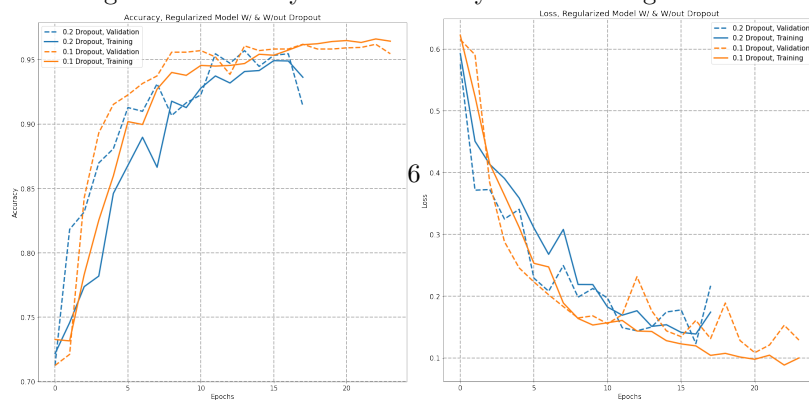 Accuracy, Regularized Model W/ & W/out Dropout
0.2 Dropout, Validation
0.2 Dropout, Training
0.1 Dropout, Validation
0.1 Dropout, Training
0.95
0.90
0.85
0.80
0.75
0.70
Accuracy
0
5
10
15
20
Epochs
6
Loss, Regularized Model W/ & W/out Dropout
0.2 Dropout, Validation
0.2 Dropout, Training
0.1 Dropout, Validation
0.1 Dropout, Training
0.6
0.5
0.4
0.3
0.2
0.1
Loss
0
5
10
15
20
Epochs